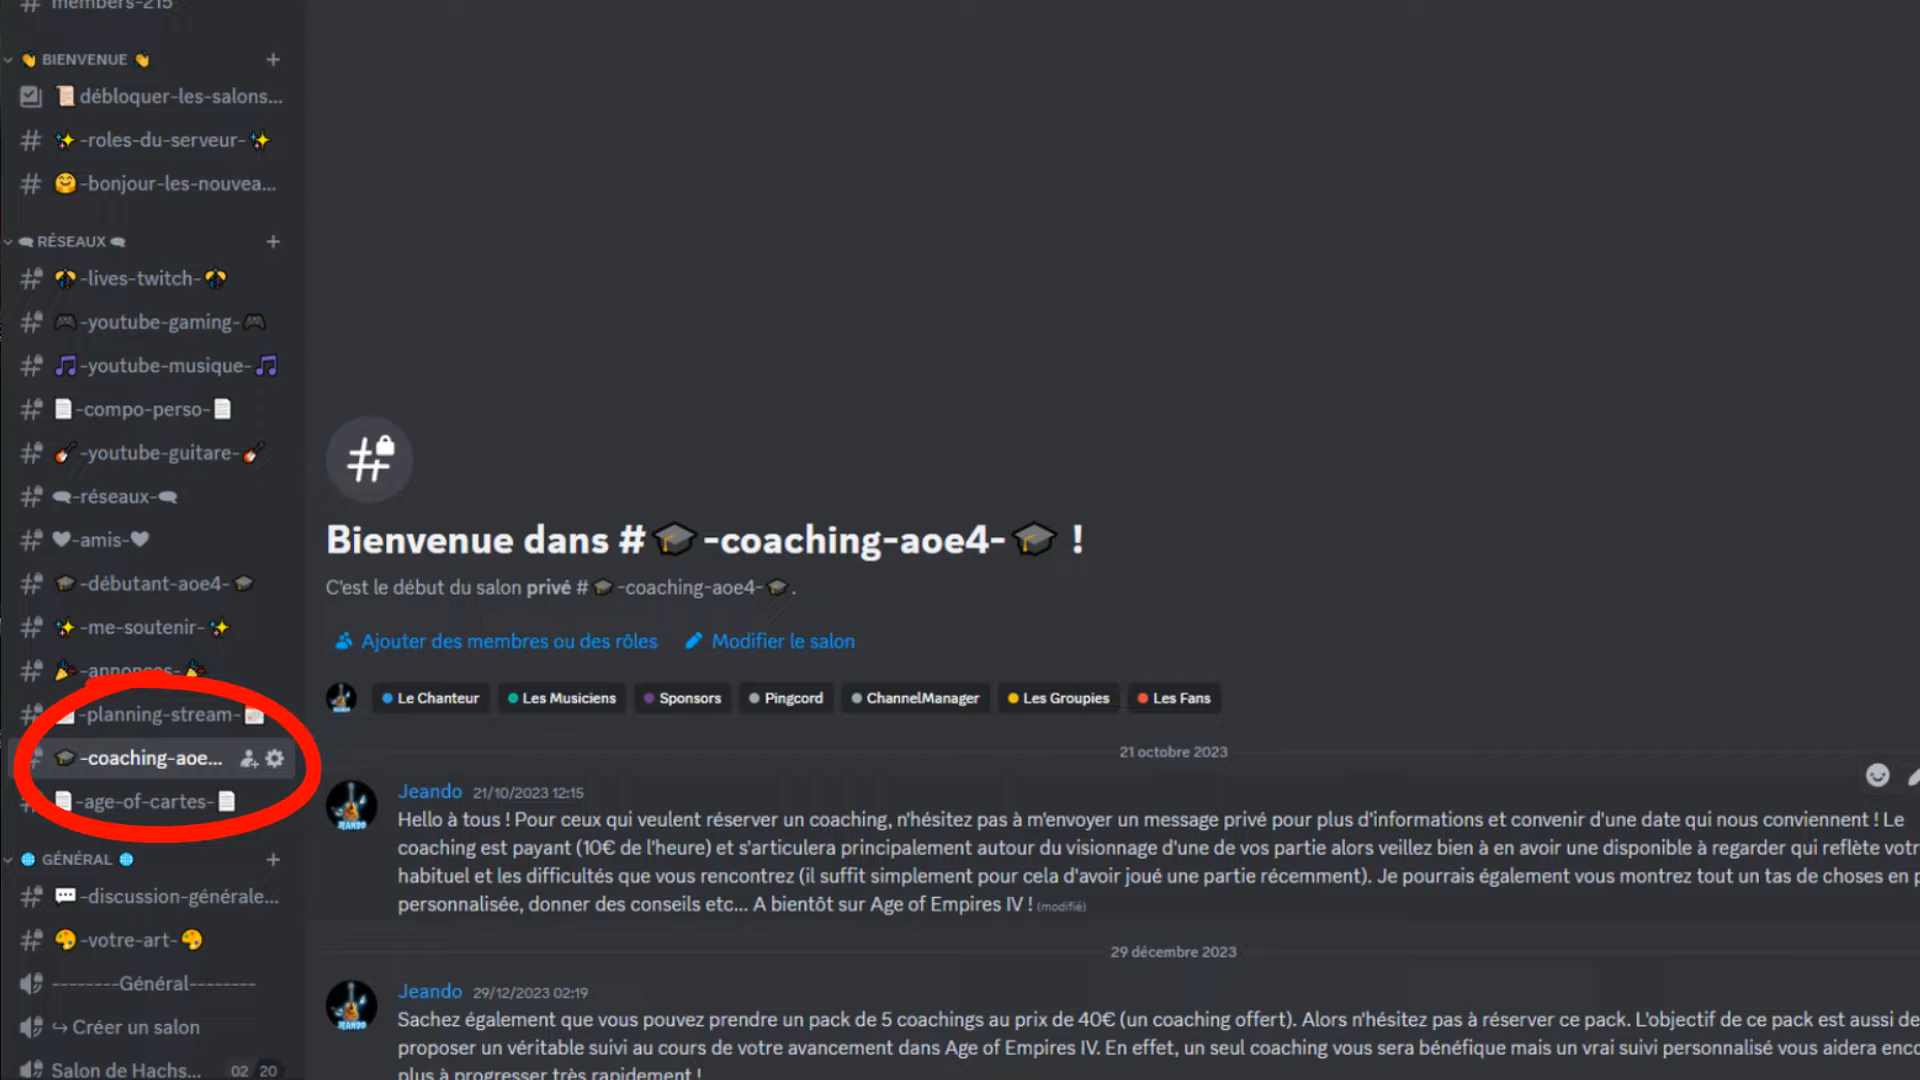 members-215
BIENVENUE
débloquer-les-salons...
-roles-du-serveur-
-bonjour-les-nouvea...
RÉSEAUX
-lives-twitch-
-youtube-gaming-
-youtube-musique-
-compo-perso-
-youtube-guitare-
-réseaux-
-amis-
-débutant-aoe4-
-me-soutenir-
-annonces-
-planning-stream-
-coaching-aoe...
-age-of-cartes-
GÉNÉRAL
-discussion-générale...
-votre-art-
--------Général--------
Créer un salon
Salon de Hachs... 02 20
Bienvenue dans #🎓-coaching-aoe4-🎓 !
C'est le début du salon privé #🎓-coaching-aoe4-🎓.
Ajouter des membres ou des rôles Modifier le salon
Le Chanteur Les Musiciens Sponsors Pingcord ChannelManager Les Groupies Les Fans
21 octobre 2023
Jeando 21/10/2023 12:15
Hello à tous ! Pour ceux qui veulent réserver un coaching, n'hésitez pas à m'envoyer un message privé pour plus d'informations et convenir d'une date qui nous conviennent ! Le
coaching est payant (10€ de l'heure) et s'articulera principalement autour du visionnage d'une de vos partie alors veillez bien à en avoir une disponible à regarder qui reflète votr
habituel et les difficultés que vous rencontrez (il suffit simplement pour cela d'avoir joué une partie récemment). Je pourrais également vous montrez tout un tas de choses en p
personnalisée, donner des conseils etc... A bientôt sur Age of Empires IV ! (modifié)
29 décembre 2023
Jeando 29/12/2023 02:19
Sachez également que vous pouvez prendre un pack de 5 coachings au prix de 40€ (un coaching offert). Alors n'hésitez pas à réserver ce pack. L'objectif de ce pack est aussi de
proposer un véritable suivi au cours de votre avancement dans Age of Empires IV. En effet, un seul coaching vous sera bénéfique mais un vrai suivi personnalisé vous aidera enco
plus à progresser très rapidement !
JEANDO
JEANDO